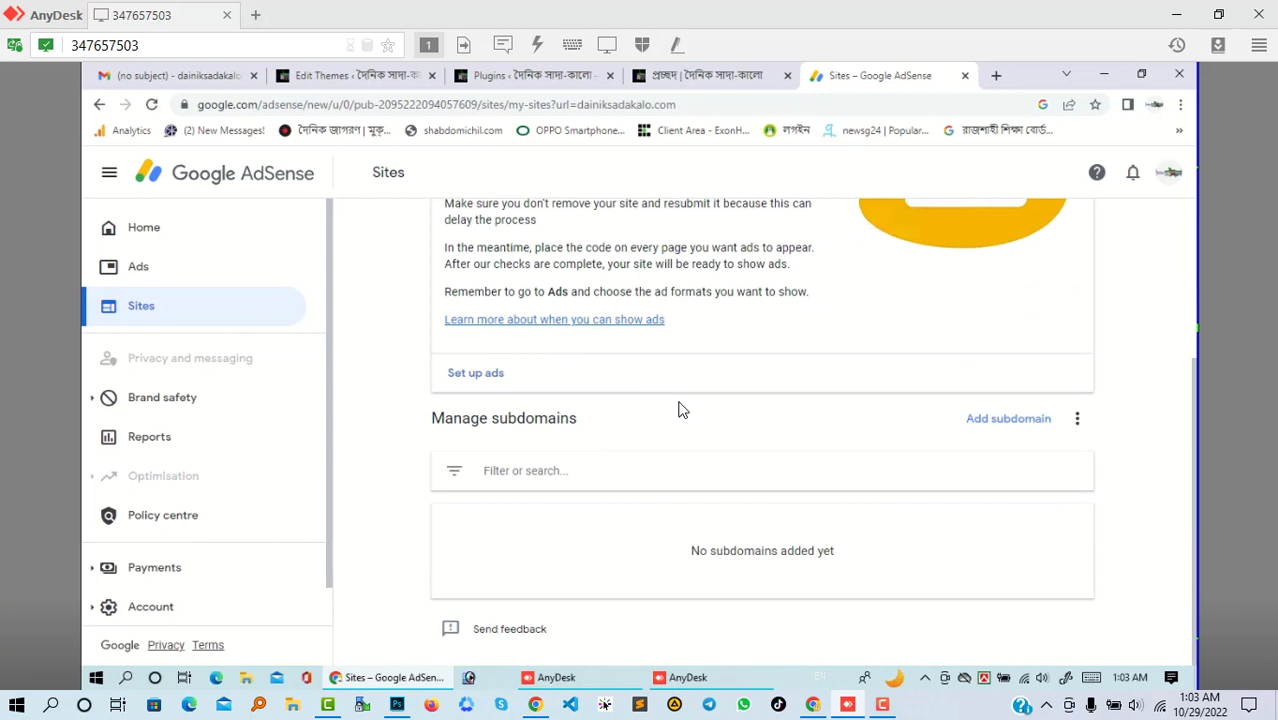 AnyDesk
347657503
347657503
1
(no subject) - dainiksadakalo
Edit Themes ‹ দৈনিক সাদা-কা
Plugins ‹ দৈনিক সাদা-কালো —
প্রচ্ছদ | দৈনিক সাদা-কালো
Sites – Google AdSense
google.com/adsense/new/u/0/pub-2095222094057609/sites/my-sites?url=dainiksadakalo.com
Analytics
(2) New Messages!
দৈনিক জাগরণ | মুক্...
shabdomichil.com
OPPO Smartphone...
Client Area - ExonH...
লগইন
newsg24 | Popular...
রাজশাহী শিক্ষা বোর্ড...
»
Google AdSense
Sites
Make sure you don't remove your site and resubmit it because this can
delay the process
Home
In the meantime, place the code on every page you want ads to appear.
After our checks are complete, your site will be ready to show ads.
Ads
Remember to go to Ads and choose the ad formats you want to show.
Sites
Learn more about when you can show ads
Privacy and messaging
Set up ads
Brand safety
Manage subdomains
Add subdomain
Reports
Filter or search...
Optimisation
Policy centre
No subdomains added yet
Payments
Account
Send feedback
Google Privacy Terms
Sites – Google AdSen...
AnyDesk
AnyDesk
EN
1:03 AM
1:03 AM
10/29/2022